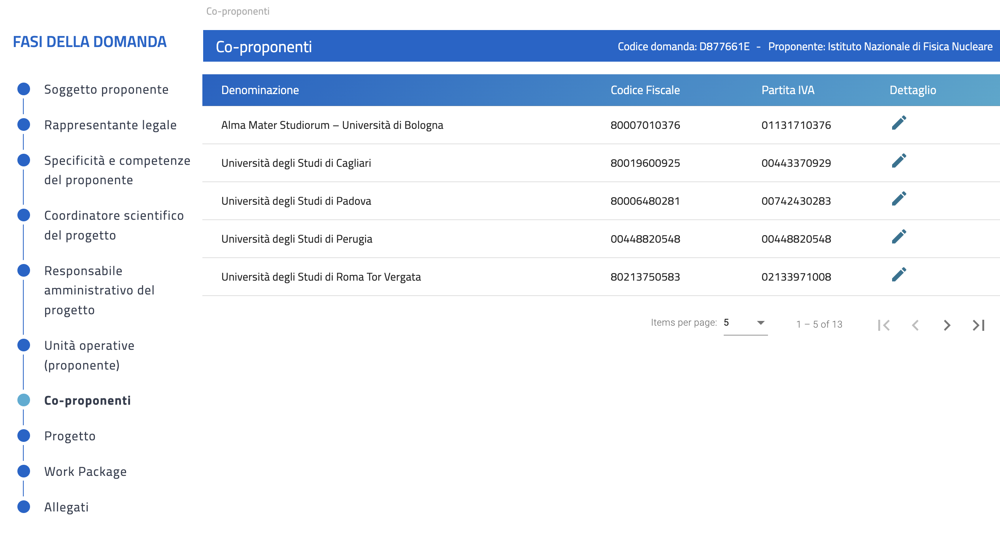 Co-proponenti
FASI DELLA DOMANDA
Soggetto proponente
Rappresentante legale
Specificità e competenze
del proponente
Coordinatore scientifico
del progetto
Responsabile
amministrativo del
progetto
Unità operative
(proponente)
Co-proponenti
Progetto
Work Package
Allegati
Co-proponenti
Codice domanda: D877661E - Proponente: Istituto Nazionale di Fisica Nucleare
Denominazione Codice Fiscale Partita IVA Dettaglio
Alma Mater Studiorum – Università di Bologna 80007010376 01131710376
Università degli Studi di Cagliari 80019600925 00443370929
Università degli Studi di Padova 80006480281 00742430283
Università degli Studi di Perugia 00448820548 00448820548
Università degli Studi di Roma Tor Vergata 80213750583 02133971008
Items per page: 5 1 – 5 of 13